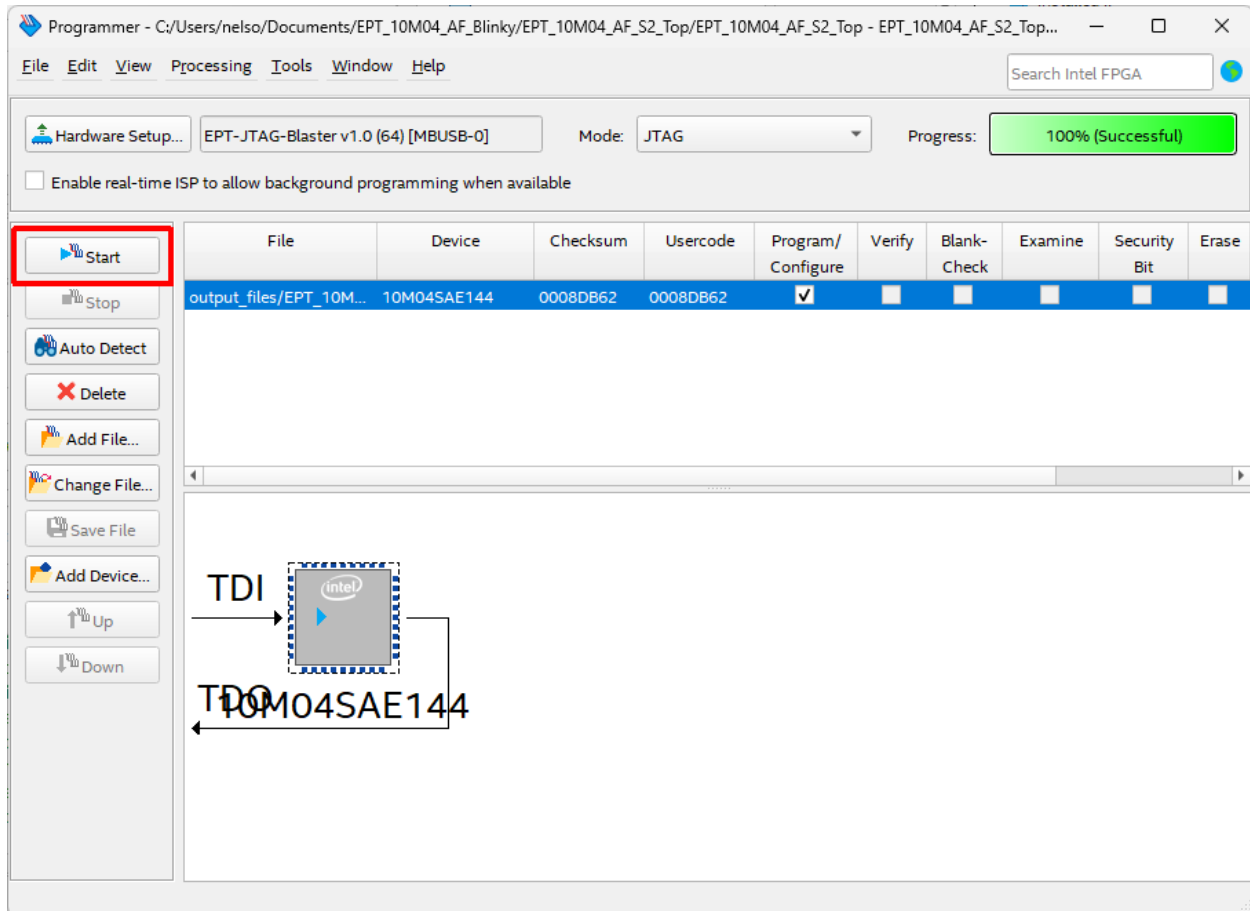 Programmer - C:/Users/nelso/Documents/EPT_10M04_AF_Blinky/EPT_10M04_AF_S2_Top/EPT_10M04_AF_S2_Top - EPT_10M04_AF_S2_Top...
File Edit View Processing Tools Window Help
Search Intel FPGA
Hardware Setup... EPT-JTAG-Blaster v1.0 (64) [MBUSB-0] Mode: JTAG Progress: 100% (Successful)
Enable real-time ISP to allow background programming when available
Start
Stop
Auto Detect
Delete
Add File...
Change File...
Save File
Add Device...
Up
Down
File Device Checksum Usercode Program/ Verify Blank- Examine Security Erase
Configure Check Bit
output_files/EPT_10M... 10M04SAE144 0008DB62 0008DB62
TDI
intel
TDO
10M04SAE144